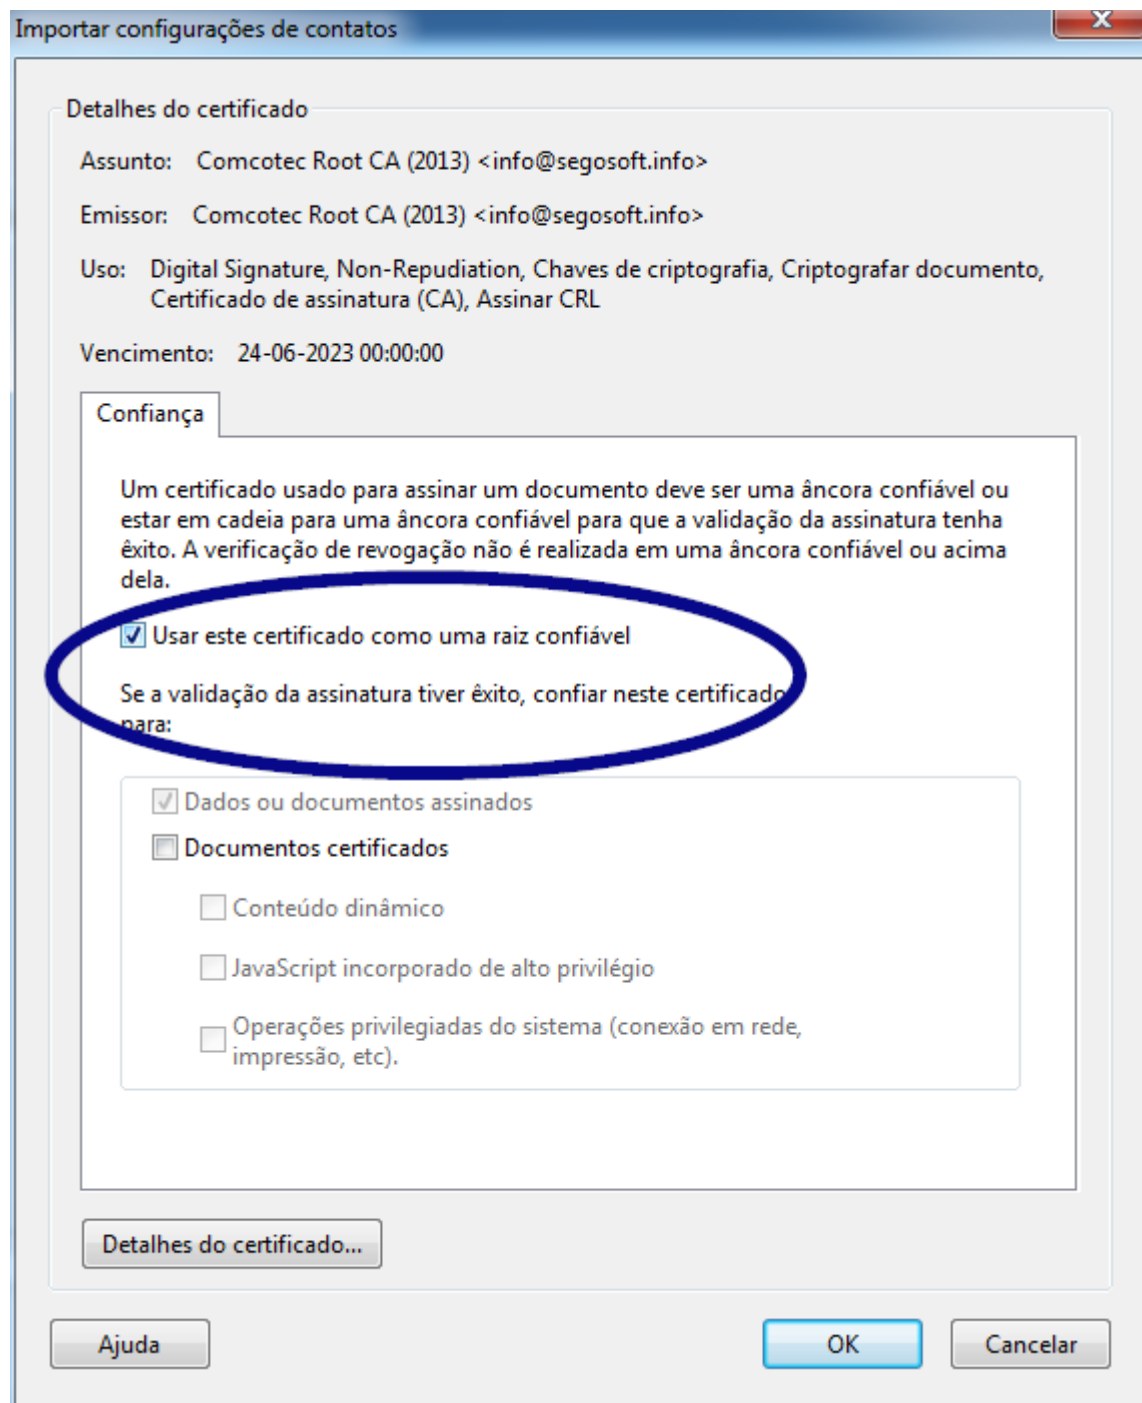 Importar configurações de contatos
Detalhes do certificado
Assunto: Comcotec Root CA (2013) <info@segosoft.info>
Emissor: Comcotec Root CA (2013) <info@segosoft.info>
Uso: Digital Signature, Non-Repudiation, Chaves de criptografia, Criptografar documento,
Certificado de assinatura (CA), Assinar CRL
Vencimento: 24-06-2023 00:00:00
Confiança
Um certificado usado para assinar um documento deve ser uma âncora confiável ou
estar em cadeia para uma âncora confiável para que a validação da assinatura tenha
êxito. A verificação de revogação não é realizada em uma âncora confiável ou acima
dela.
Usar este certificado como uma raiz confiável
Se a validação da assinatura tiver êxito, confiar neste certificado
para:
Dados ou documentos assinados
Documentos certificados
Conteúdo dinâmico
JavaScript incorporado de alto privilégio
Operações privilegiadas do sistema (conexão em rede,
impressão, etc).
Detalhes do certificado...
Ajuda
OK
Cancelar